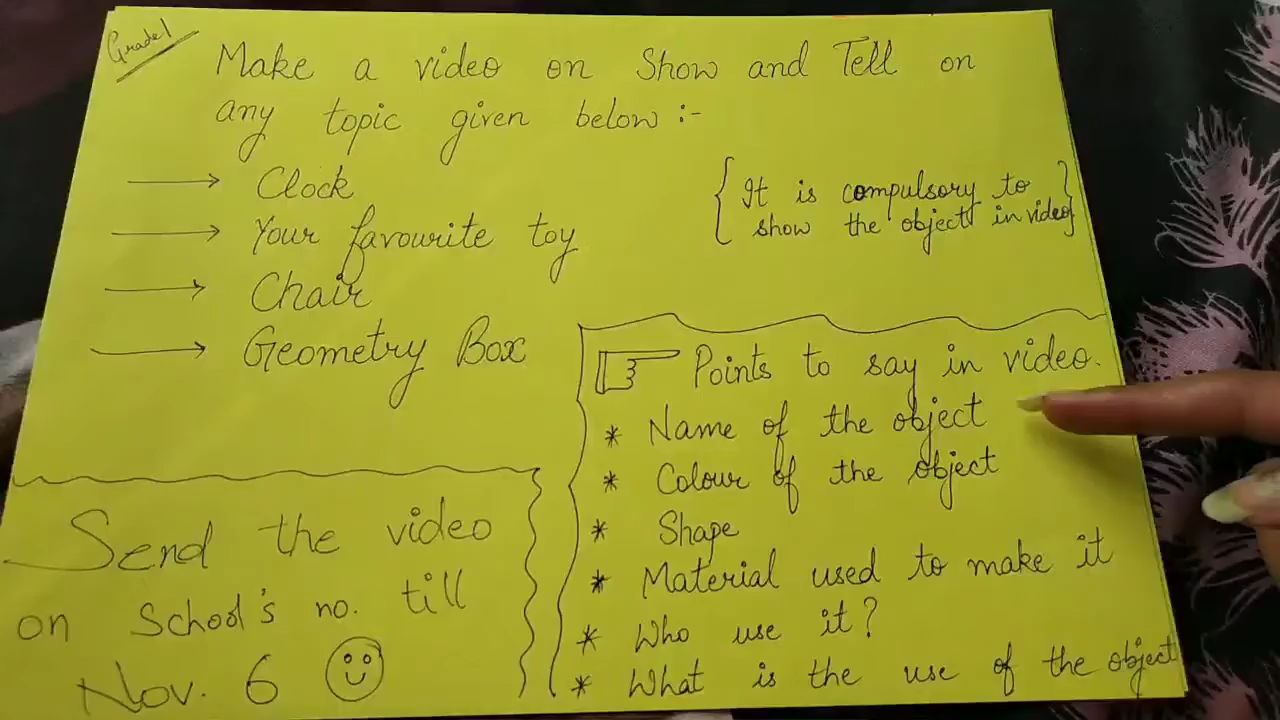 Grade 1
Make a video on Show and Tell on
any topic given below :-
→ Clock
→ Your favourite toy
→ Chair
→ Geometry Box
{ It is compulsory to
show the object in video }
Points to say in video.
* Name of the object
* Colour of the object
* Shape
* Material used to make it
* Who use it?
* What is the use of the object
Send the video
on School's no. till
Nov. 6